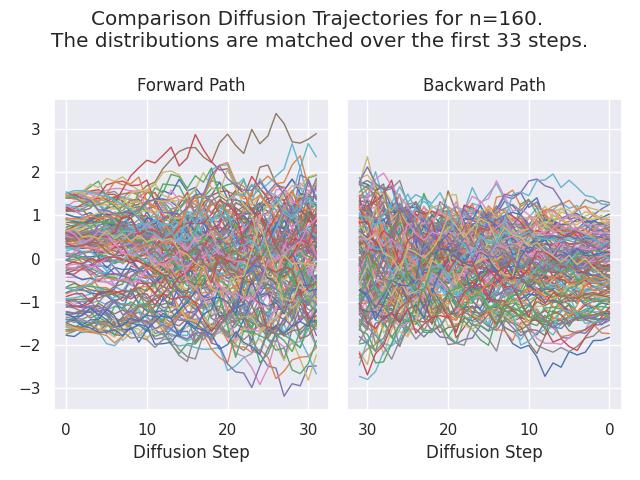 Comparison Diffusion Trajectories for n=160.
The distributions are matched over the first 33 steps.
Forward Path
Backward Path
3
2
1
0
−1
−2
−3
0
10
20
30
30
20
10
0
Diffusion Step
Diffusion Step